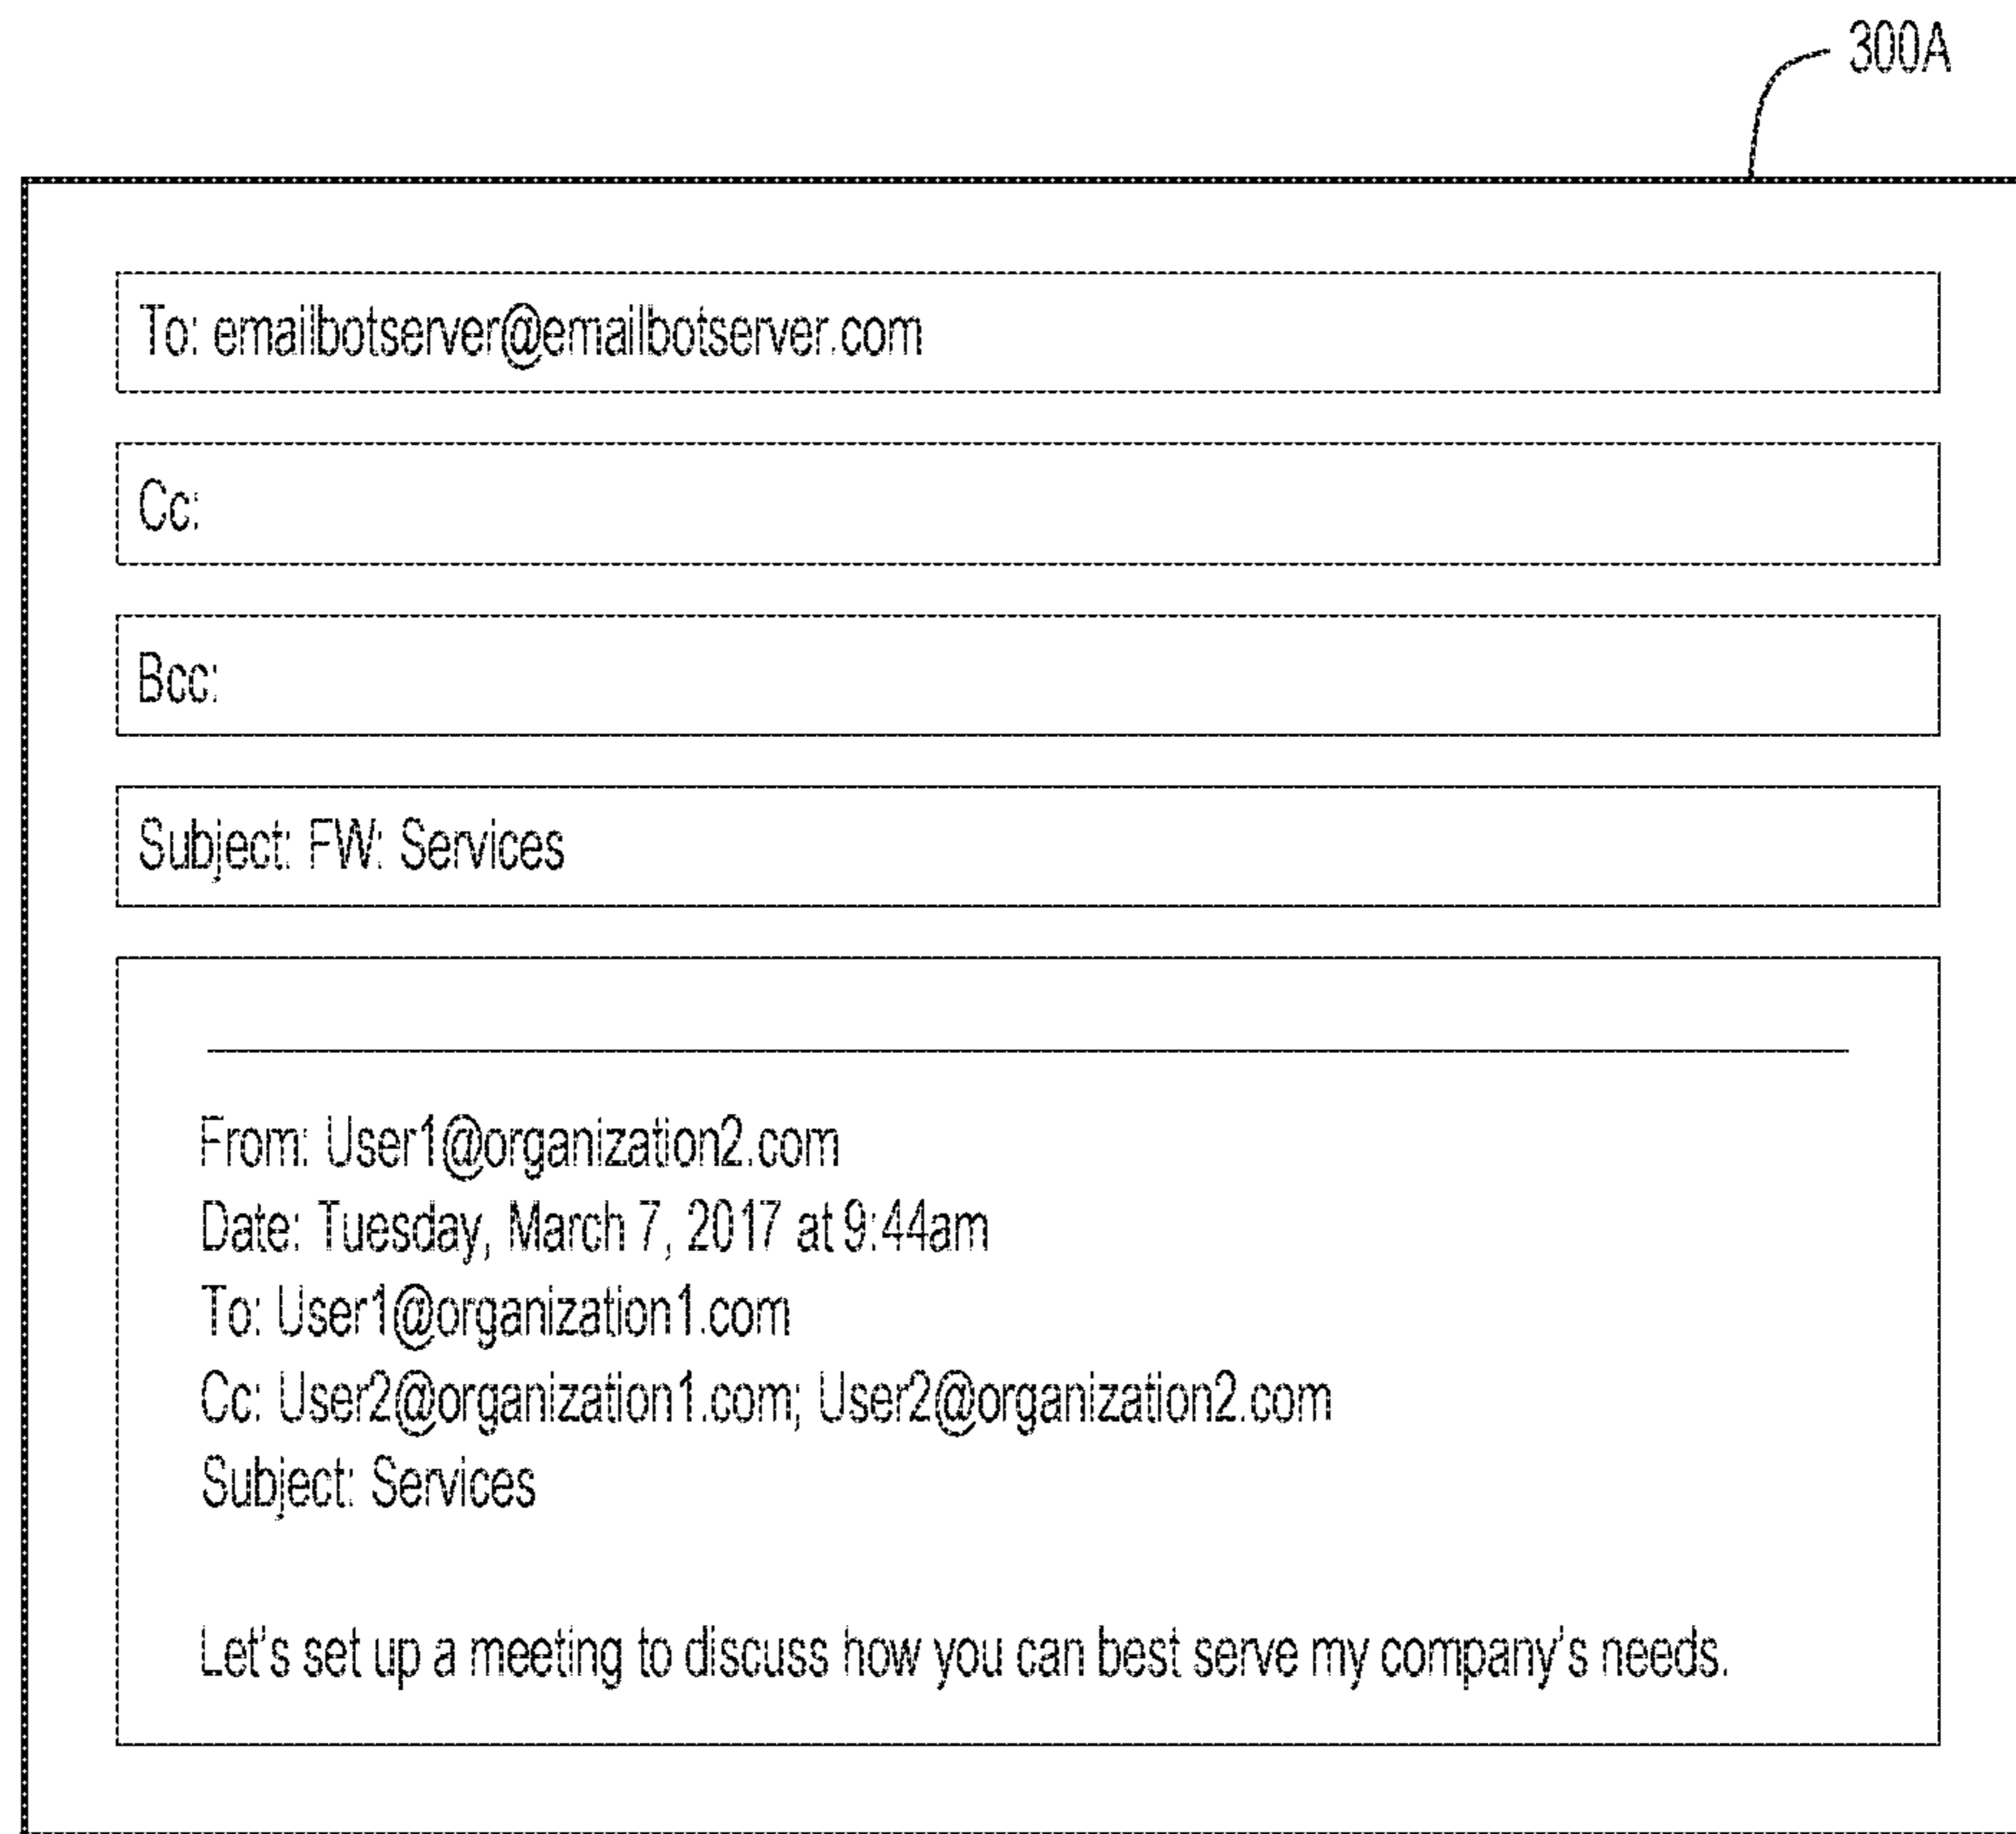 300A
To: emailbotserver@emailbotserver.com
Cc:
Bcc:
Subject: FW: Services
From: User1@organization2.com
Date: Tuesday, March 7, 2017 at 9:44am
To: User1@organization1.com
Cc: User2@organization1.com; User2@organization2.com
Subject: Services
Let's set up a meeting to discuss how you can best serve my company's needs.